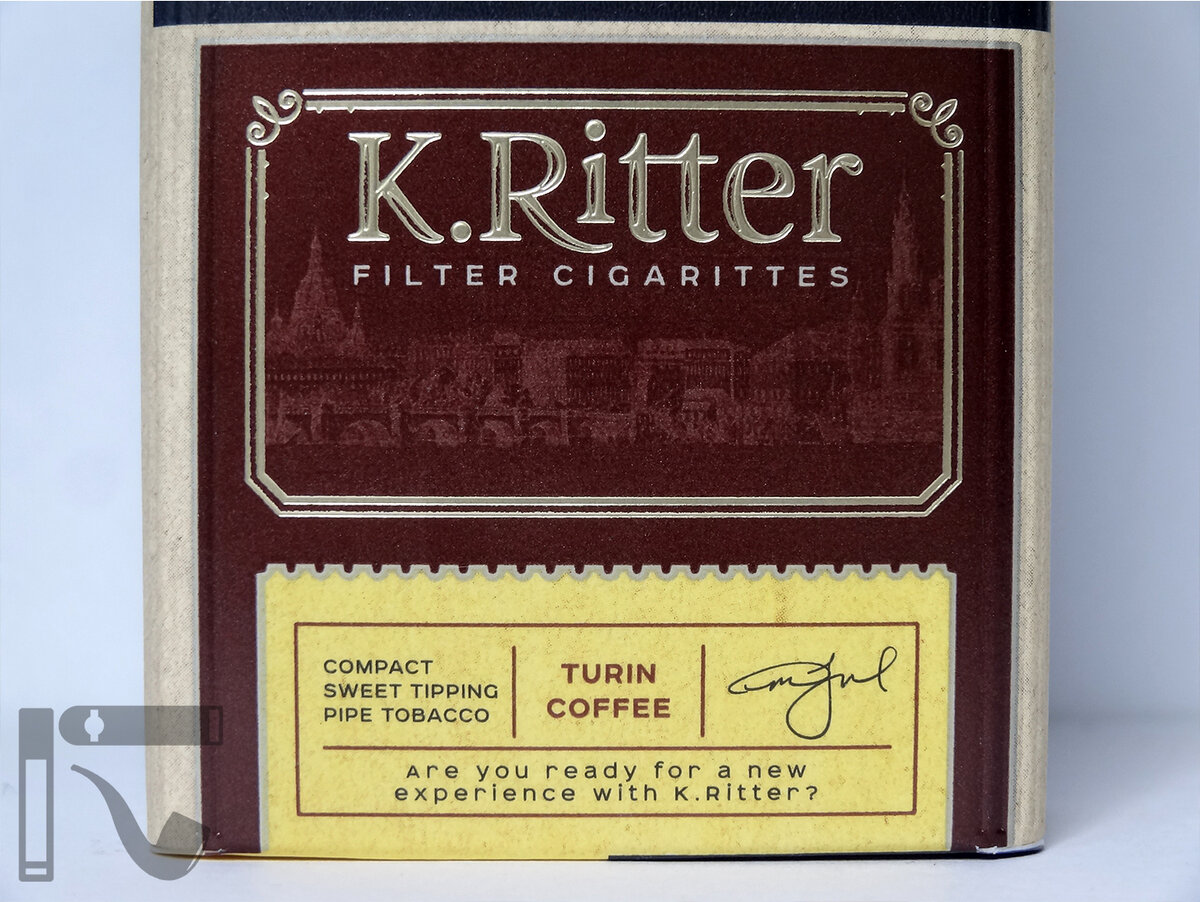 K.Ritter
FILTER CIGARITTES
COMPACT
SWEET TIPPING
PIPE TOBACCO
TURIN
COFFEE
Are you ready for a new
experience with K.Ritter?